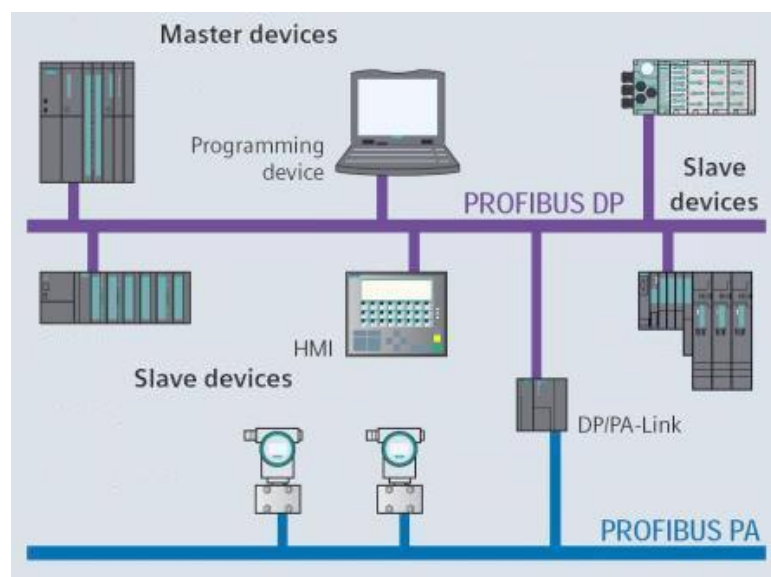 Master devices
Programming
device
PROFIBUS DP
Slave
devices
HMI
Slave devices
DP/PA-Link
PROFIBUS PA